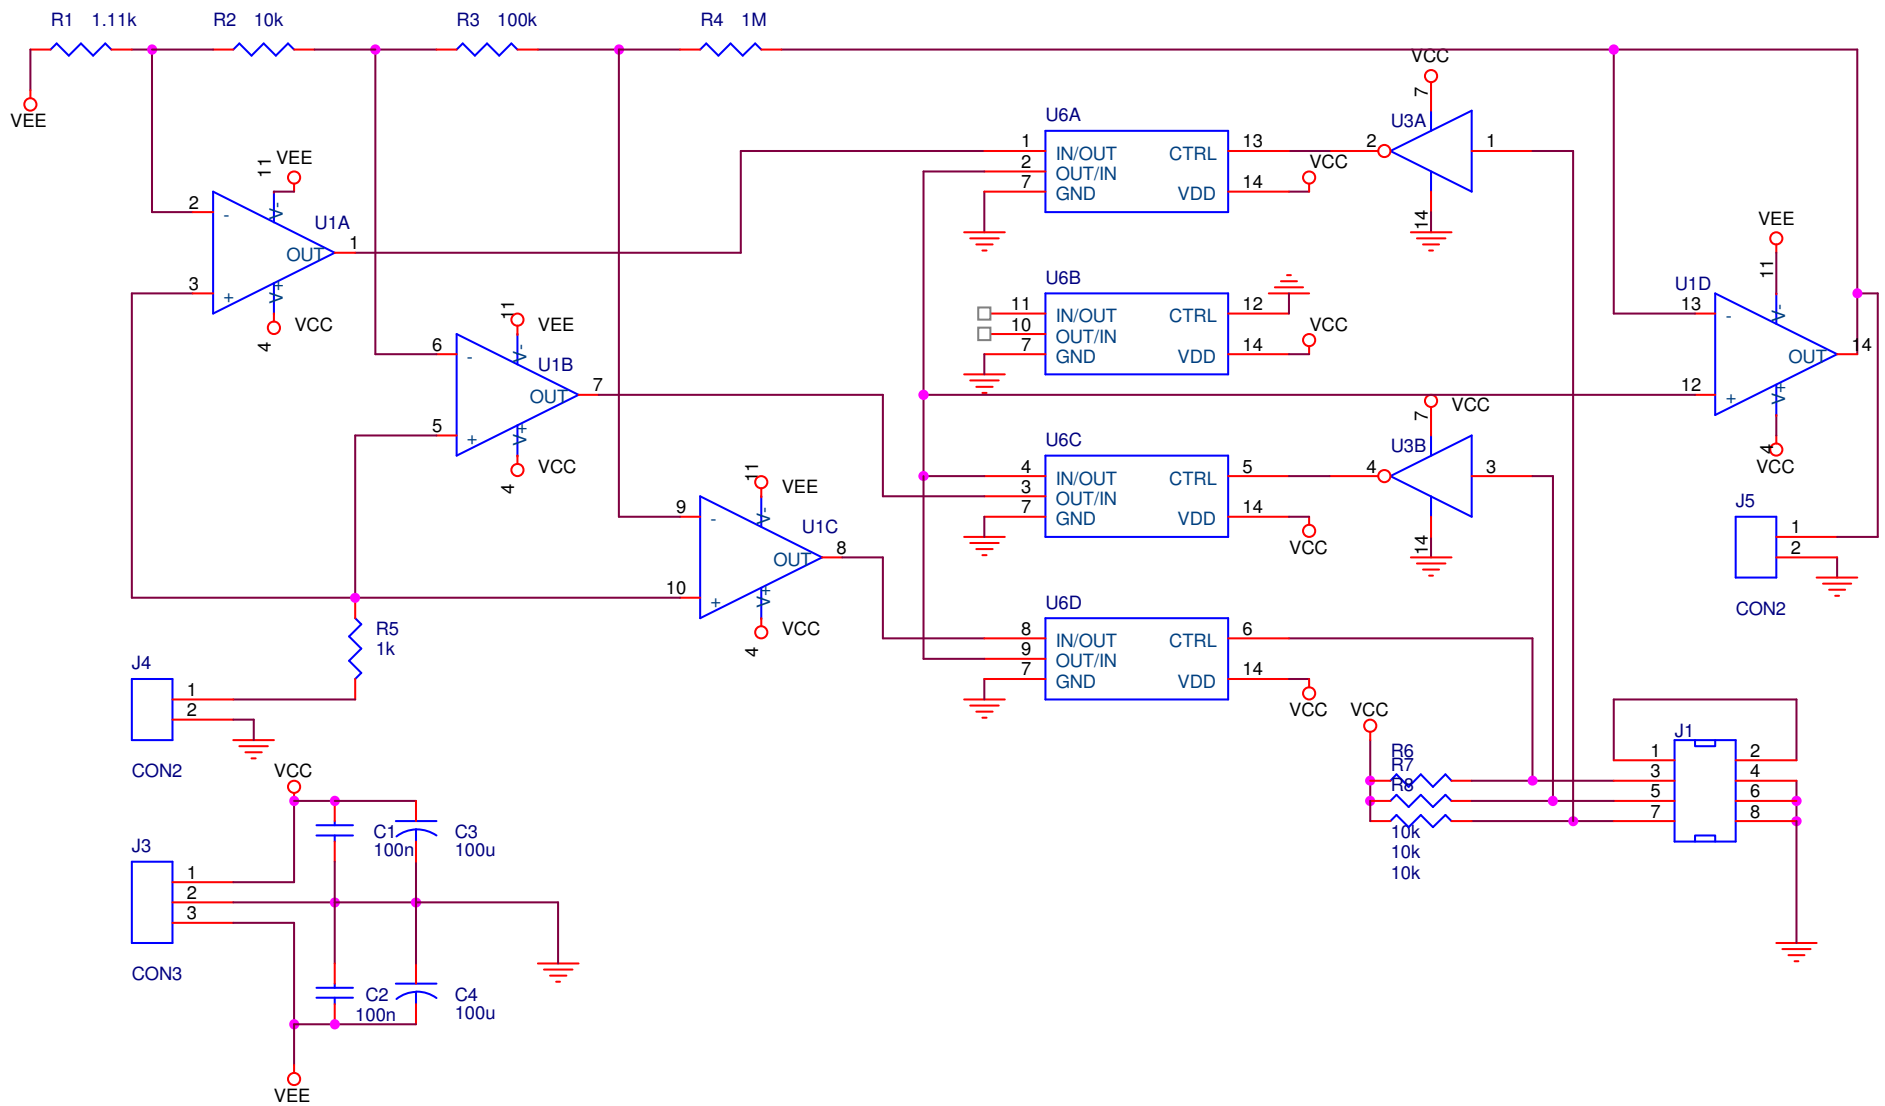 R1 1.11k
R2 10k
R3 100k
R4 1M
VEE
VCC
7
U6A
U3A
1 IN/OUT CTRL 13
2 OUT/IN
7 GND VDD 14
2
1
VCC
14
11 VEE
2 -
V-
U1A
OUT 1
3 +
V+
4 VCC
U6B
11 IN/OUT CTRL 12
10 OUT/IN
7 GND VDD 14
VCC
VEE
11
U1D
13 -
V-
OUT 14
12 +
V+
4
VCC
11 VEE
6 -
V-
U1B
OUT 7
5 +
V+
4 VCC
VCC
7
U6C
U3B
4 IN/OUT CTRL 5
3 OUT/IN
7 GND VDD 14
4
3
VCC
14
11 VEE
9 -
V-
U1C
OUT 8
10 +
V+
4 VCC
J5
1
2
CON2
U6D
8 IN/OUT CTRL 6
9 OUT/IN
7 GND VDD 14
VCC
R5
1k
J4
1
2
CON2
VCC
R6
R7
R8
10k
10k
10k
J1
1 2
3 4
5 6
7 8
VCC
C1
100n
C3
100u
J3
1
2
3
CON3
C2
100n
C4
100u
VEE